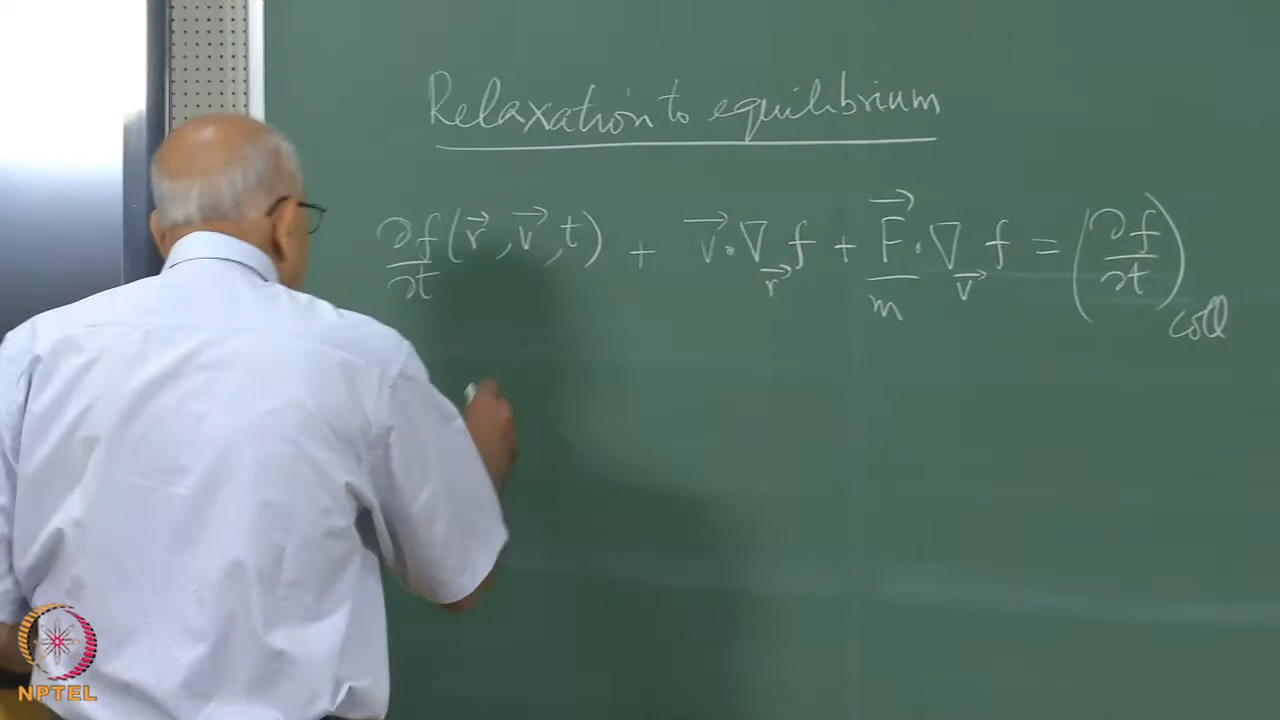 Relaxation to equilibrium
∂f/∂t (r⃗, v⃗, t) + v⃗·∇_r⃗ f + F⃗/m · ∇_v⃗ f = (∂f/∂t)_coll
NPTEL